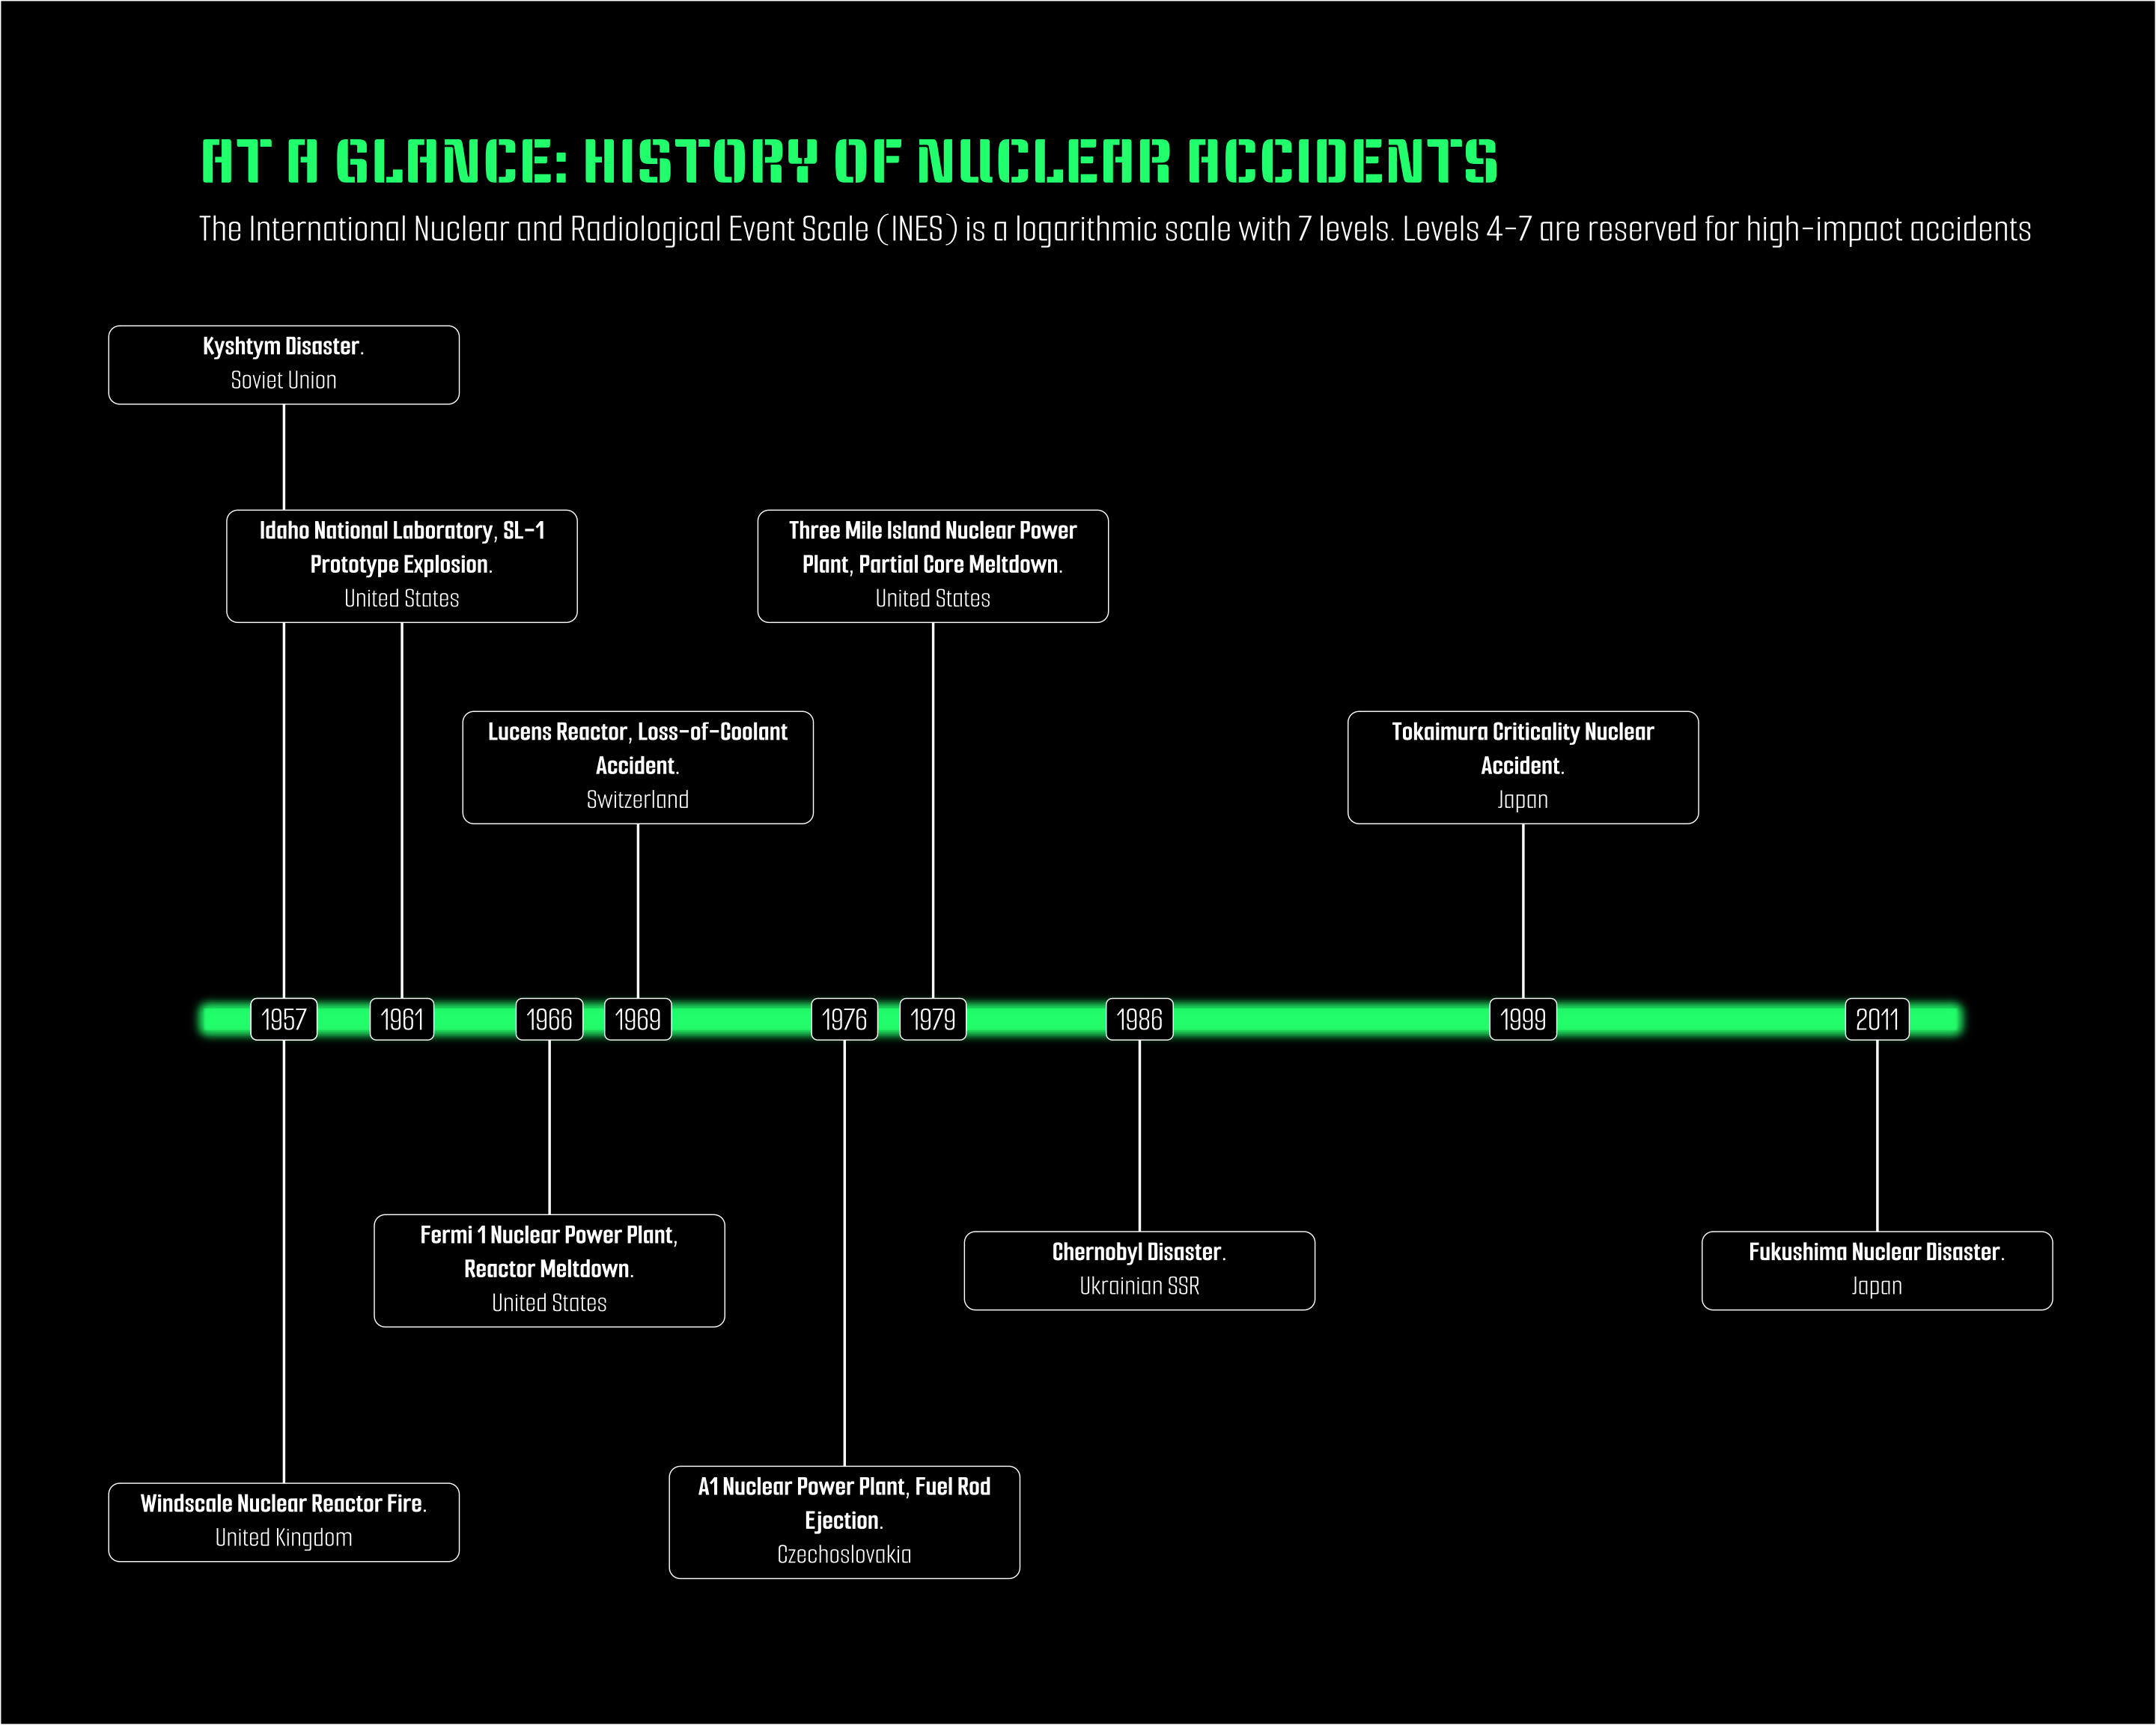 AT A GLANCE: HISTORY OF NUCLEAR ACCIDENTS
The International Nuclear and Radiological Event Scale (INES) is a logarithmic scale with 7 levels. Levels 4-7 are reserved for high-impact accidents
Kyshtym Disaster.
Soviet Union
Idaho National Laboratory, SL-1
Prototype Explosion.
United States
Three Mile Island Nuclear Power
Plant, Partial Core Meltdown.
United States
Lucens Reactor, Loss-of-Coolant
Accident.
Switzerland
Tokaimura Criticality Nuclear
Accident.
Japan
1957
1961
1966
1969
1976
1979
1986
1999
2011
Fermi 1 Nuclear Power Plant,
Reactor Meltdown.
United States
Chernobyl Disaster.
Ukrainian SSR
Fukushima Nuclear Disaster.
Japan
Windscale Nuclear Reactor Fire.
United Kingdom
A1 Nuclear Power Plant, Fuel Rod
Ejection.
Czechoslovakia